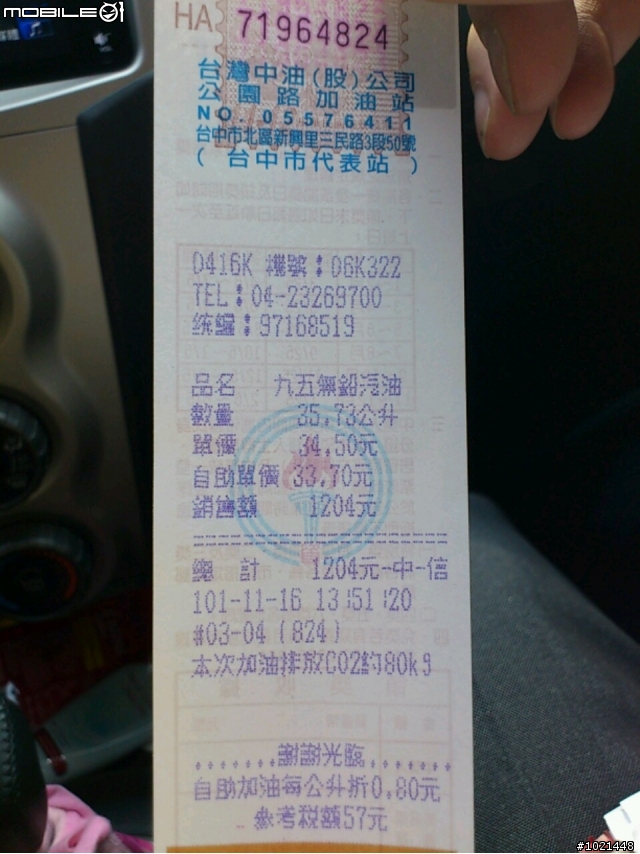 MOBILE01
HA 71964824
台灣中油(股)公司
公園路加油站
NO. 05576411
台中市北區新興里三民路3段50號
( 台中市代表站 )
0416K 機號：06K322
TEL：04-23269700
統編：97168519
品名 九五無鉛汽油
數量 35.73公升
單價 34.50元
自助單價 33.70元
銷售額 1204元
總 計 1204元-中-信
101-11-16 13:51:20
#03-04 (824)
本次加油排放CO2約80kg
.......謝謝光臨.......
自助加油每公升折0.80元
參考稅額57元
#1021448